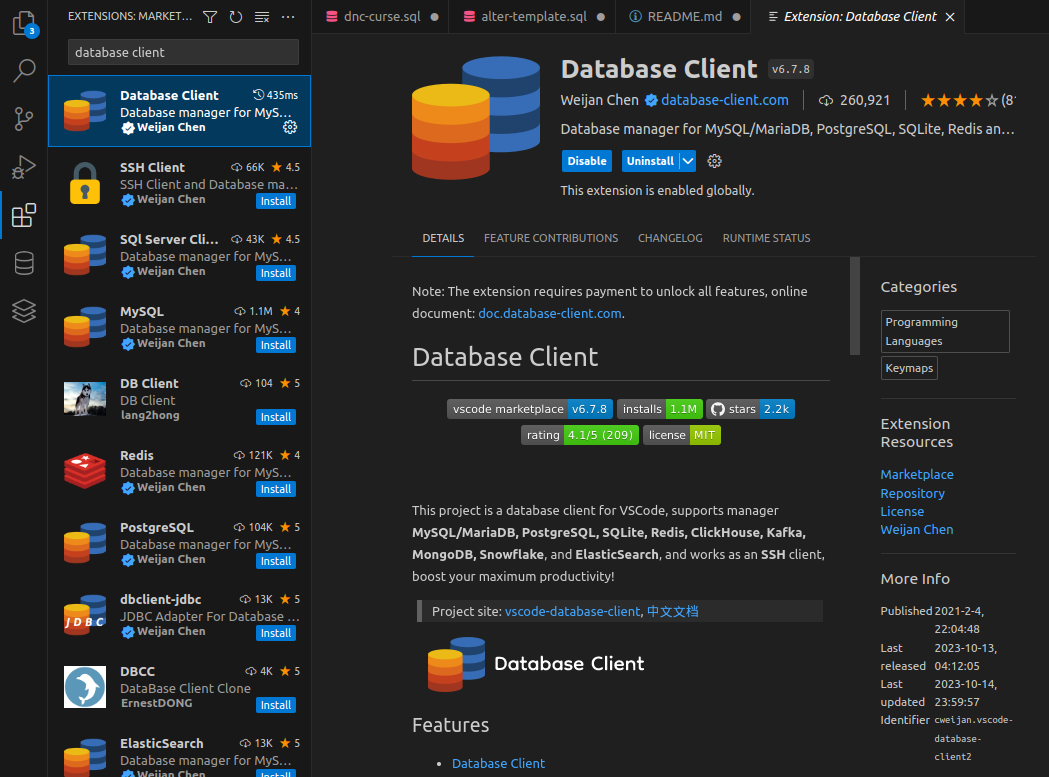 3
EXTENSIONS: MARKET...
database client
Database Client 435ms
Database manager for MyS...
Weijan Chen
SSH Client 66K 4.5
SSH Client and Database ma...
Weijan Chen Install
SQl Server Cli... 43K 4.5
Database manager for MyS...
Weijan Chen Install
MySQL 1.1M 4
Database manager for MyS...
Weijan Chen Install
DB Client 104 5
DB Client
lang2hong Install
Redis 121K 4
Database manager for MyS...
Weijan Chen Install
PostgreSQL 104K 5
Database manager for MyS...
Weijan Chen Install
JDBC
dbclient-jdbc 13K 5
JDBC Adapter For Database ...
Weijan Chen Install
DBCC 4K 5
DataBase Client Clone
ErnestDONG Install
ElasticSearch 13K 5
Database manager for MyS...
Weijan Chen Install
dnc-curse.sql alter-template.sql README.md Extension: Database Client
Database Client v6.7.8
Weijan Chen database-client.com 260,921 (8
Database manager for MySQL/MariaDB, PostgreSQL, SQLite, Redis an...
Disable Uninstall
This extension is enabled globally.
DETAILS FEATURE CONTRIBUTIONS CHANGELOG RUNTIME STATUS
Note: The extension requires payment to unlock all features, online
document: doc.database-client.com.
Database Client
vscode marketplace v6.7.8 installs 1.1M stars 2.2k
rating 4.1/5 (209) license MIT
This project is a database client for VSCode, supports manager
MySQL/MariaDB, PostgreSQL, SQLite, Redis, ClickHouse, Kafka,
MongoDB, Snowflake, and ElasticSearch, and works as an SSH client,
boost your maximum productivity!
Project site: vscode-database-client, 中文文档
Database Client
Features
• Database Client
Categories
Programming
Languages
Keymaps
Extension
Resources
Marketplace
Repository
License
Weijan Chen
More Info
Published 2021-2-4,
22:04:48
Last 2023-10-13,
released 04:12:05
Last 2023-10-14,
updated 23:59:57
Identifier cweijan.vscode-
database-
client2